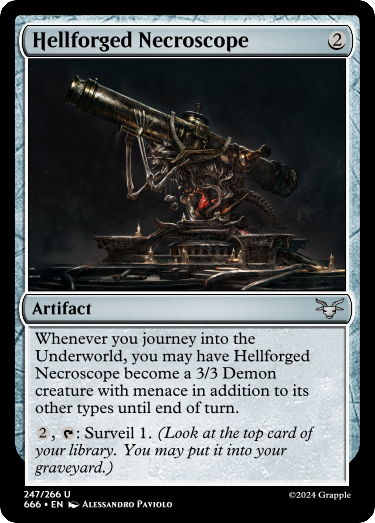 Hellforged Necroscope 2
Artifact
Whenever you journey into the
Underworld, you may have Hellforged
Necroscope become a 3/3 Demon
creature with menace in addition to its
other types until end of turn.
2, : Surveil 1. (Look at the top card of
your library. You may put it into your
graveyard.)
247/266 U
666 • EN Alessandro Paviolo
©2024 Grapple